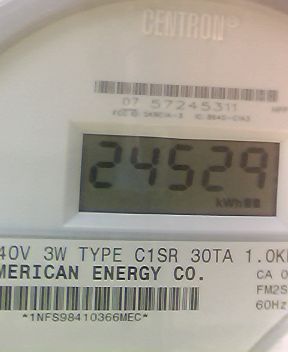 CENTRON®
07 57245311
24529
kWh
40V 3W TYPE C1SR 30TA 1.0K
MERICAN ENERGY CO.
CA 0
FM2S
60Hz
*1NFS98410366MEC*